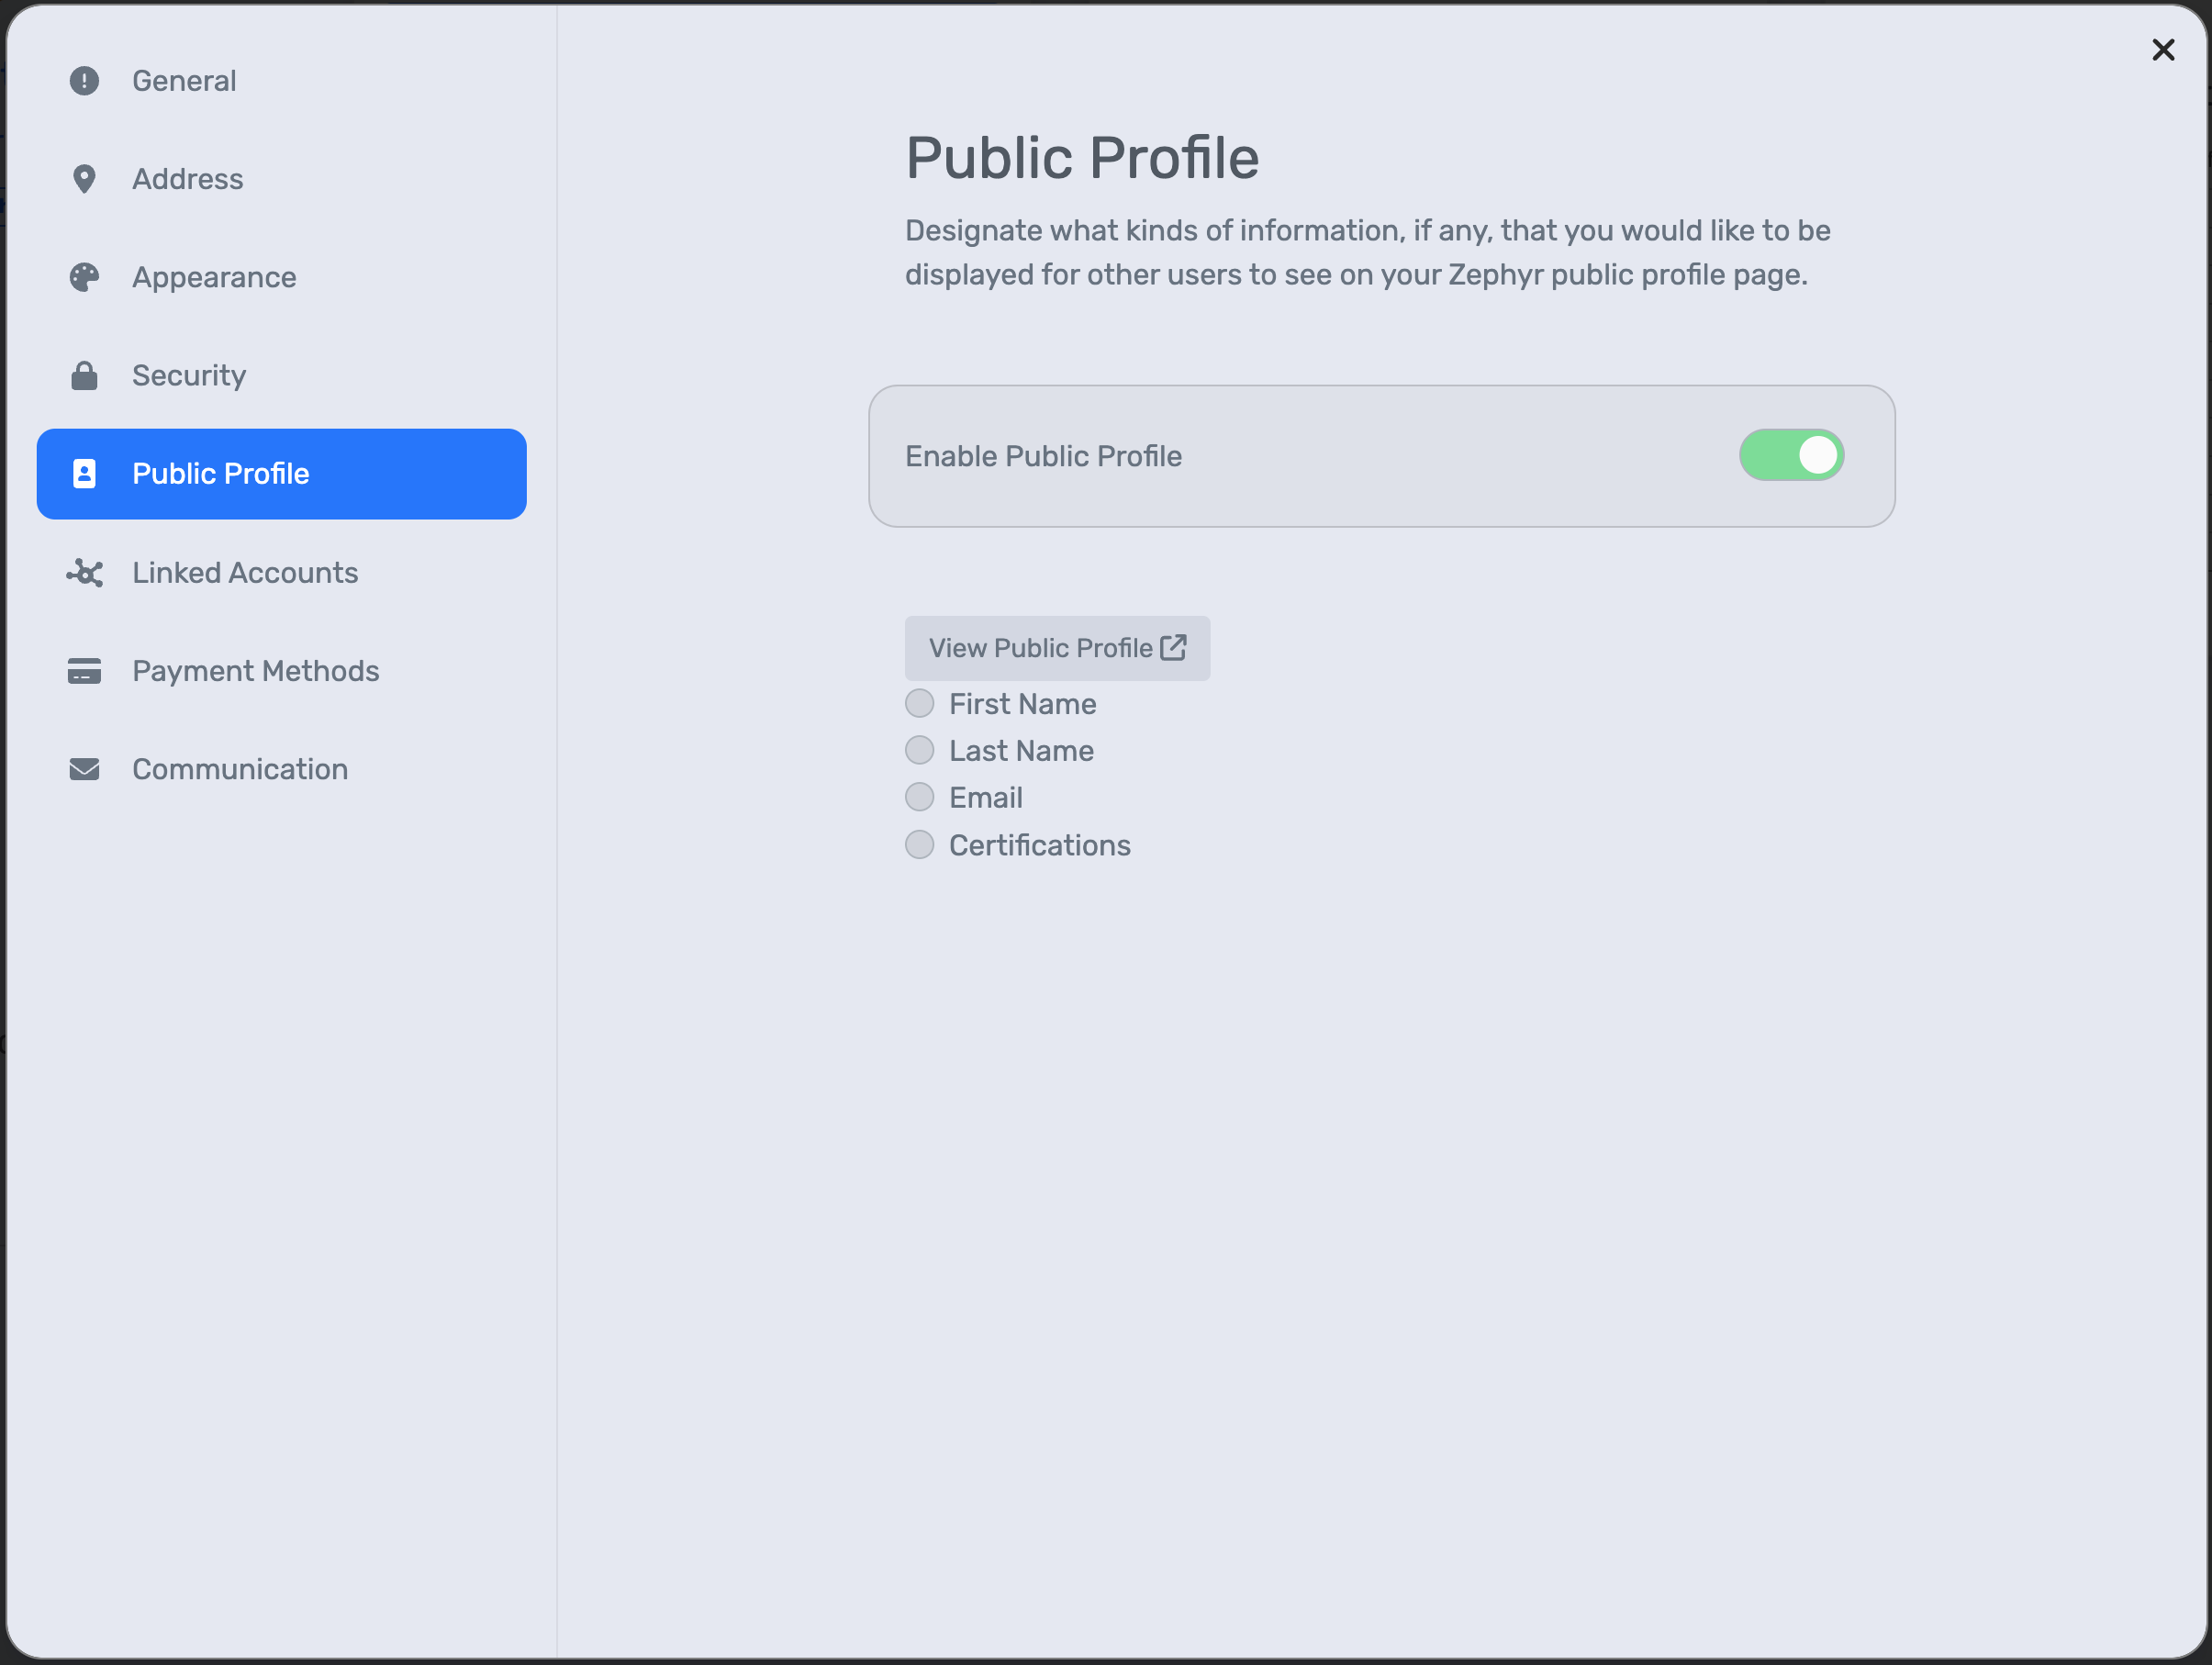 General
Address
Appearance
Security
Public Profile
Linked Accounts
Payment Methods
Communication
Public Profile
Designate what kinds of information, if any, that you would like to be
displayed for other users to see on your Zephyr public profile page.
Enable Public Profile
View Public Profile
First Name
Last Name
Email
Certifications